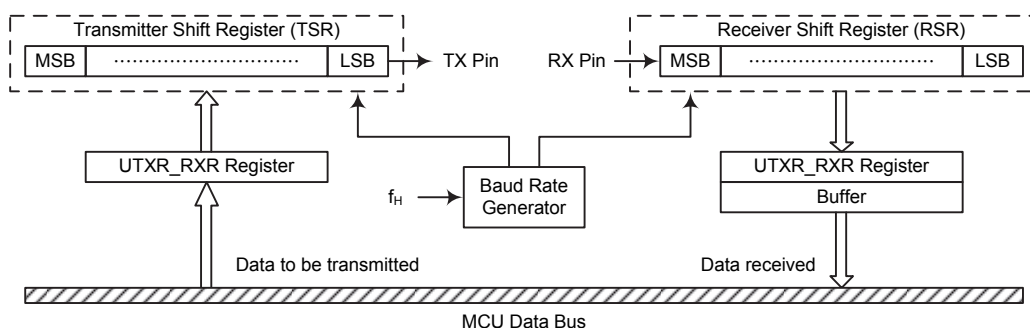 Transmitter Shift Register (TSR)
MSB ………………………… LSB
TX Pin
RX Pin
Receiver Shift Register (RSR)
MSB ………………………… LSB
UTXR_RXR Register
fH
Baud Rate
Generator
UTXR_RXR Register
Buffer
Data to be transmitted
Data received
MCU Data Bus